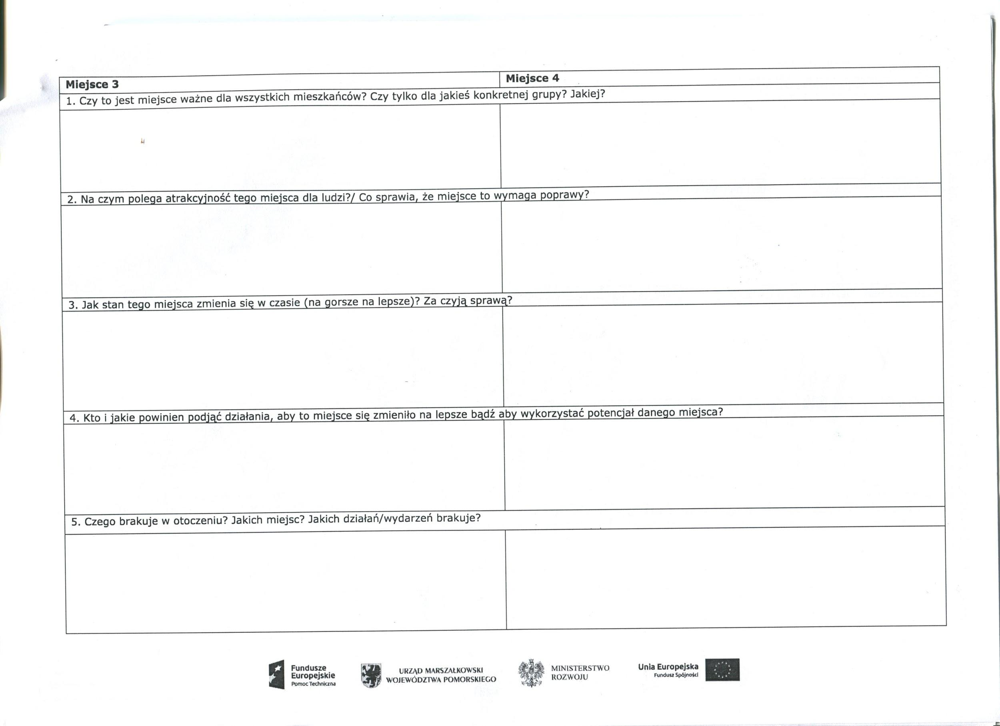 Miejsce 3
Miejsce 4
1. Czy to jest miejsce ważne dla wszystkich mieszkańców? Czy tylko dla jakieś konkretnej grupy? Jakiej?
2. Na czym polega atrakcyjność tego miejsca dla ludzi?/ Co sprawia, że miejsce to wymaga poprawy?
3. Jak stan tego miejsca zmienia się w czasie (na gorsze na lepsze)? Za czyją sprawą?
4. Kto i jakie powinien podjąć działania, aby to miejsce się zmieniło na lepsze bądź aby wykorzystać potencjał danego miejsca?
5. Czego brakuje w otoczeniu? Jakich miejsc? Jakich działań/wydarzeń brakuje?
Fundusze
Europejskie
Pomoc Techniczna
URZĄD MARSZAŁKOWSKI
WOJEWÓDZTWA POMORSKIEGO
MINISTERSTWO
ROZWOJU
Unia Europejska
Fundusz Spójności